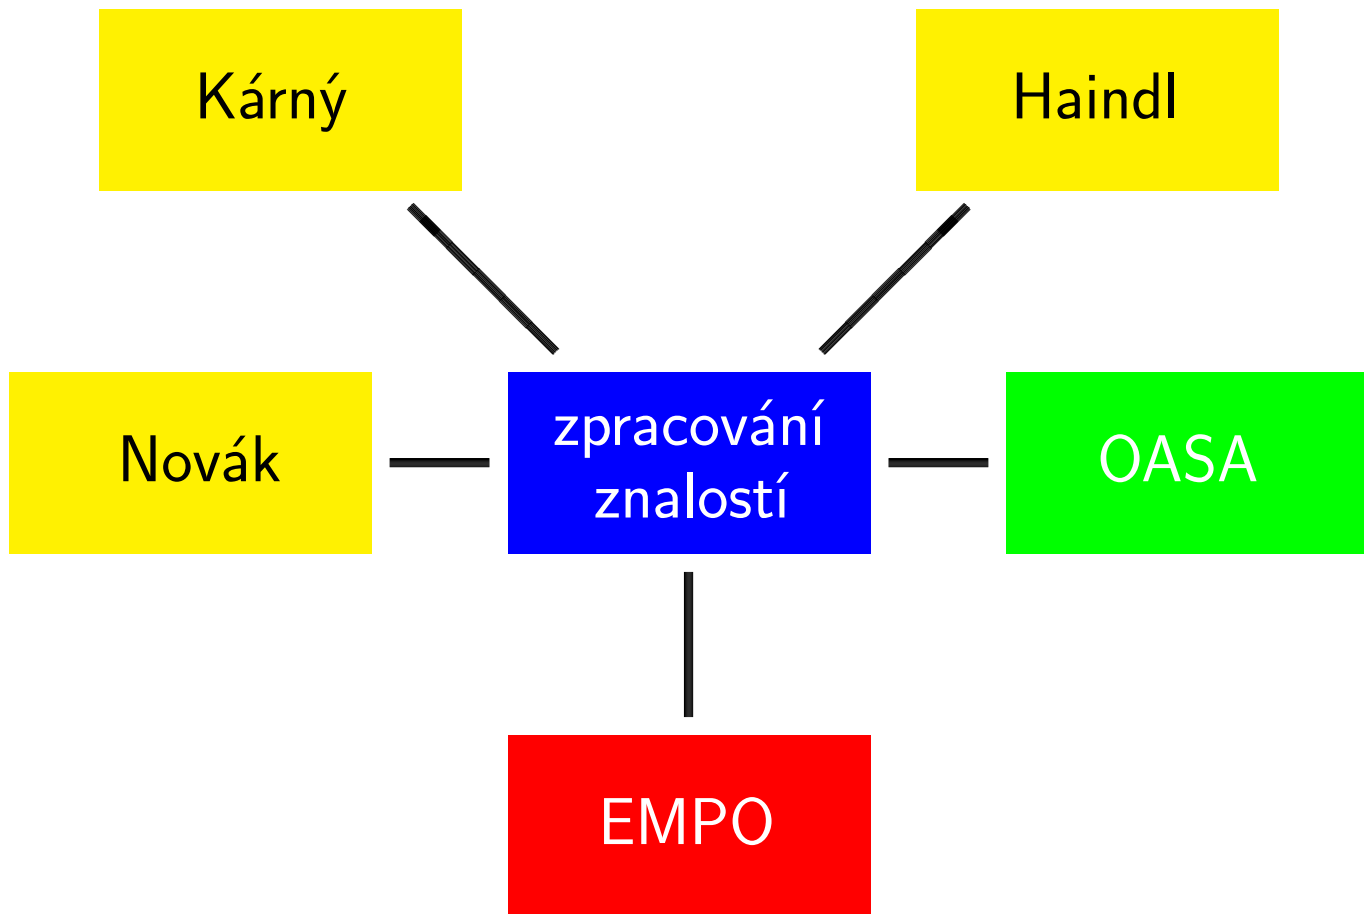 Kárný
Haindl
Novák
zpracování
znalostí
OASA
EMPO